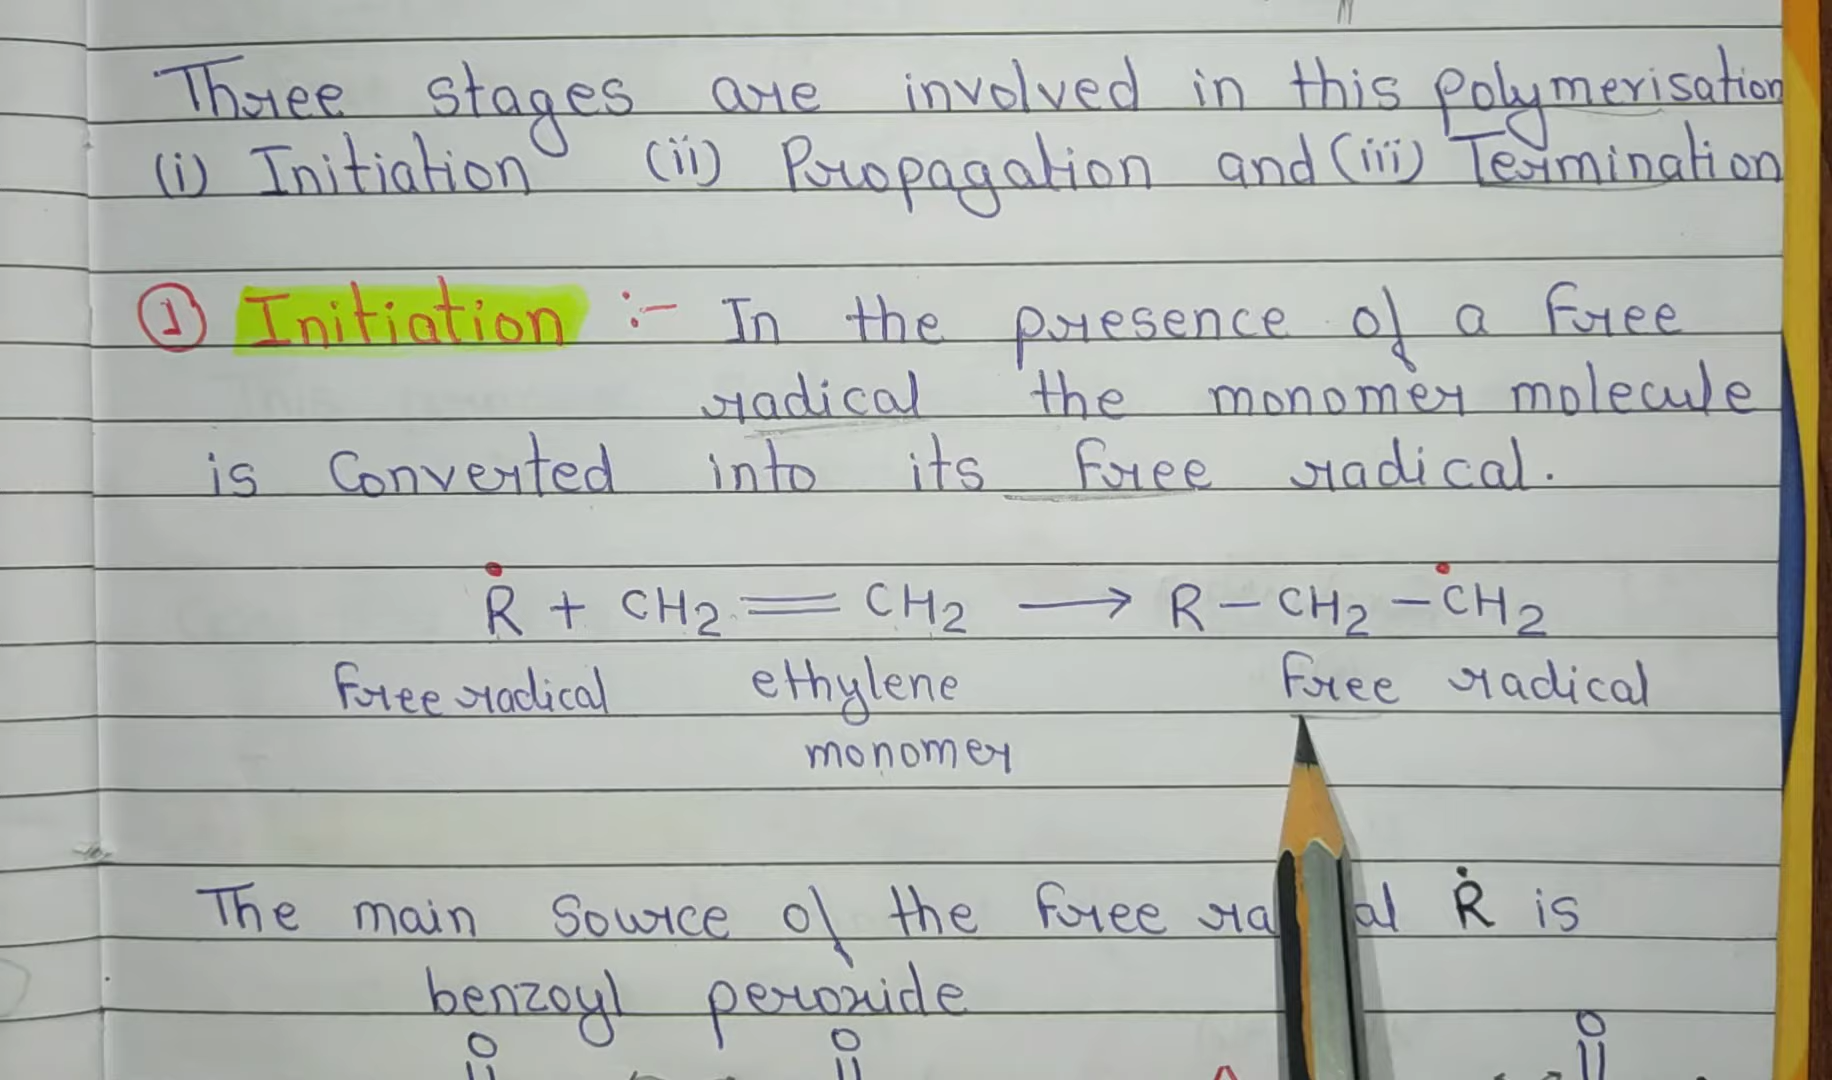 Three stages are involved in this polymerisation
(i) Initiation (ii) Propagation and (iii) Termination
① Initiation :- In the presence of a free
radical the monomer molecule
is Converted into its free radical.
Ṙ + CH2 = CH2 → R – CH2 – ĊH2
free radical ethylene free radical
monomer
The main Source of the free Ṙ is
benzoyl peroxide
O O O